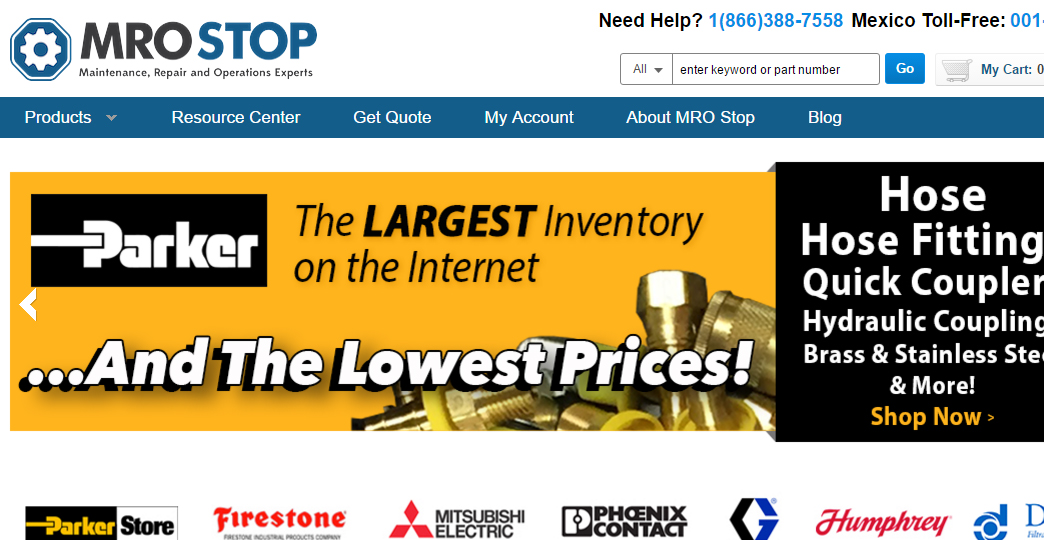 MRO STOP
Maintenance, Repair and Operations Experts
Need Help? 1(866)388-7558 Mexico Toll-Free: 001-
All
enter keyword or part number
Go
My Cart: 0
Products
Resource Center
Get Quote
My Account
About MRO Stop
Blog
Parker
The LARGEST Inventory
on the Internet
...And The Lowest Prices!
Hose
Hose Fitting
Quick Coupler
Hydraulic Coupling
Brass & Stainless Stee
& More!
Shop Now >
Parker Store
Firestone
FIRESTONE INDUSTRIAL PRODUCTS COMPANY
MITSUBISHI
ELECTRIC
PHŒNIX
CONTACT
Humphrey